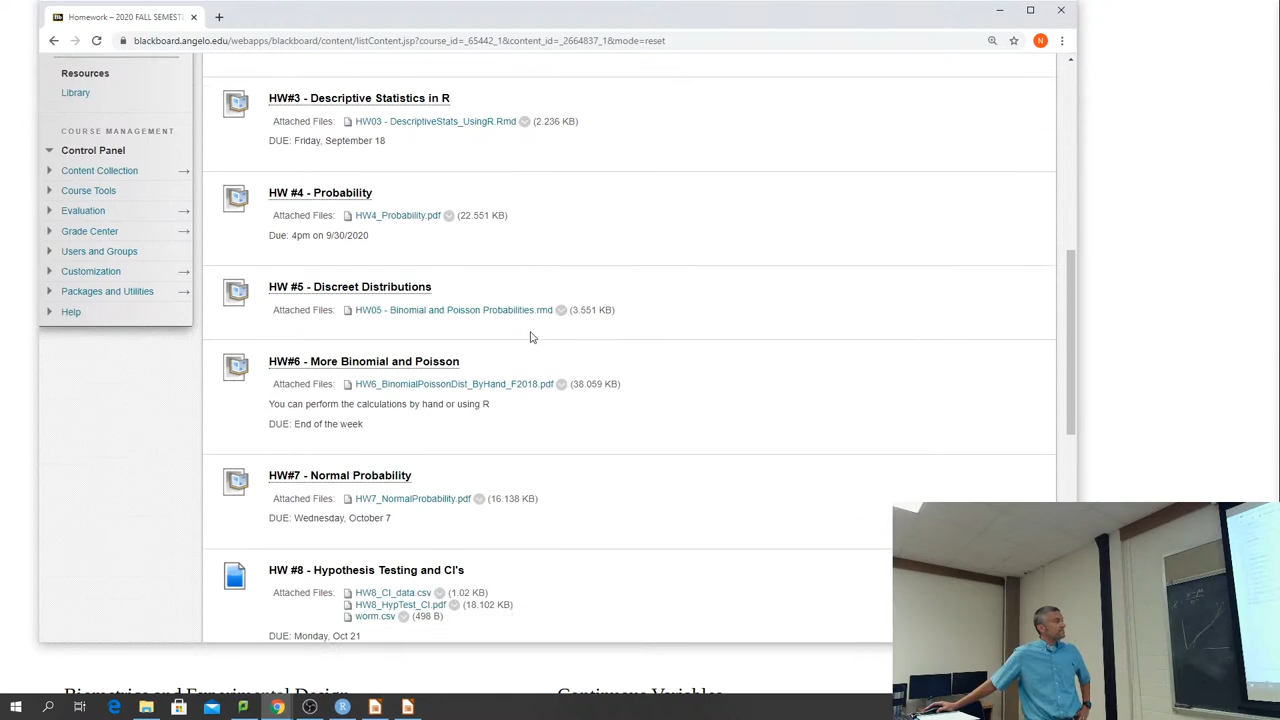 Homework – 2020 FALL SEMEST
blackboard.angelo.edu/webapps/blackboard/content/listContent.jsp?course_id=_65442_1&content_id=_2664837_1&mode=reset
N
Resources
Library
COURSE MANAGEMENT
Control Panel
Content Collection
Course Tools
Evaluation
Grade Center
Users and Groups
Customization
Packages and Utilities
Help
HW#3 - Descriptive Statistics in R
Attached Files: HW03 - DescriptiveStats_UsingR.Rmd (2.236 KB)
DUE: Friday, September 18
HW #4 - Probability
Attached Files: HW4_Probability.pdf (22.551 KB)
Due: 4pm on 9/30/2020
HW #5 - Discreet Distributions
Attached Files: HW05 - Binomial and Poisson Probabilities.rmd (3.551 KB)
HW#6 - More Binomial and Poisson
Attached Files: HW6_BinomialPoissonDist_ByHand_F2018.pdf (38.059 KB)
You can perform the calculations by hand or using R
DUE: End of the week
HW#7 - Normal Probability
Attached Files: HW7_NormalProbability.pdf (16.138 KB)
DUE: Wednesday, October 7
HW #8 - Hypothesis Testing and CI's
Attached Files: HW8_CI_data.csv (1.02 KB)
HW8_HypTest_CI.pdf (18.102 KB)
worm.csv (498 B)
DUE: Monday, Oct 21
Biometrics and Experimental Design
Continuous Variables